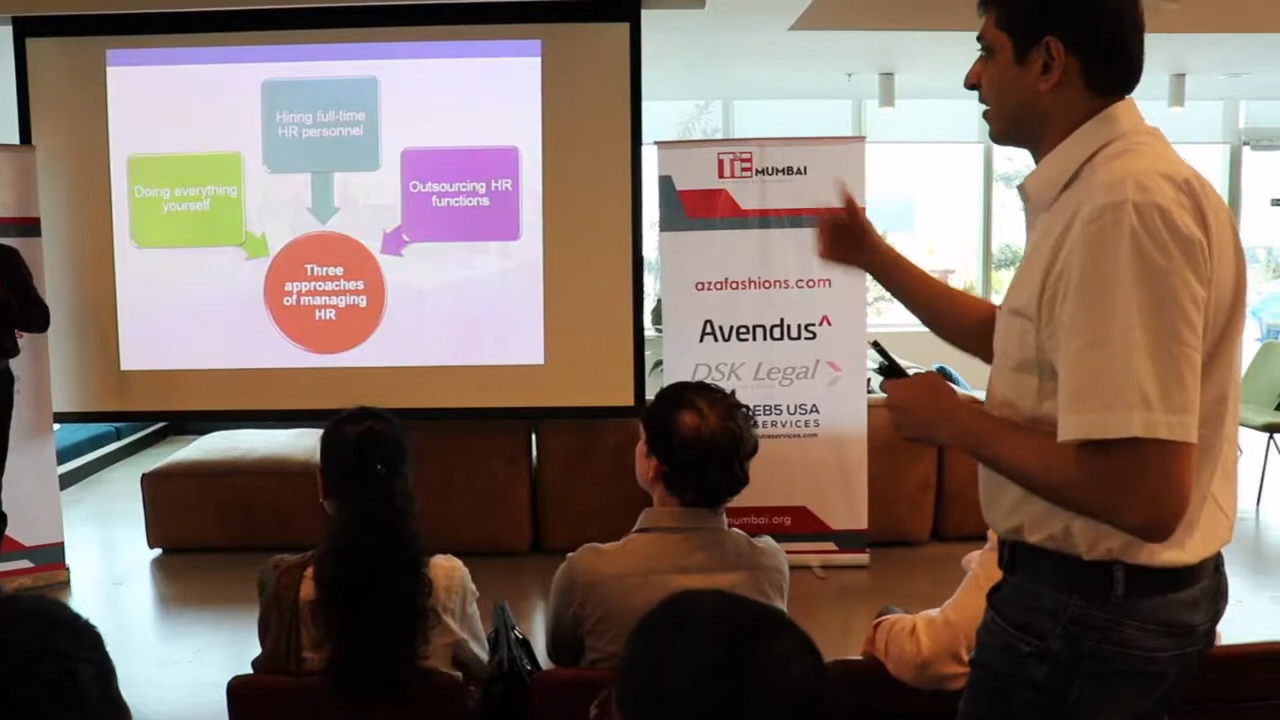 Hiring full-time
HR personnel
Doing everything
yourself
Outsourcing HR
functions
Three
approaches
of managing
HR
TiE MUMBAI
azafashions.com
Avendus
DSK Legal
EB5 USA
SERVICES
mumbai.org